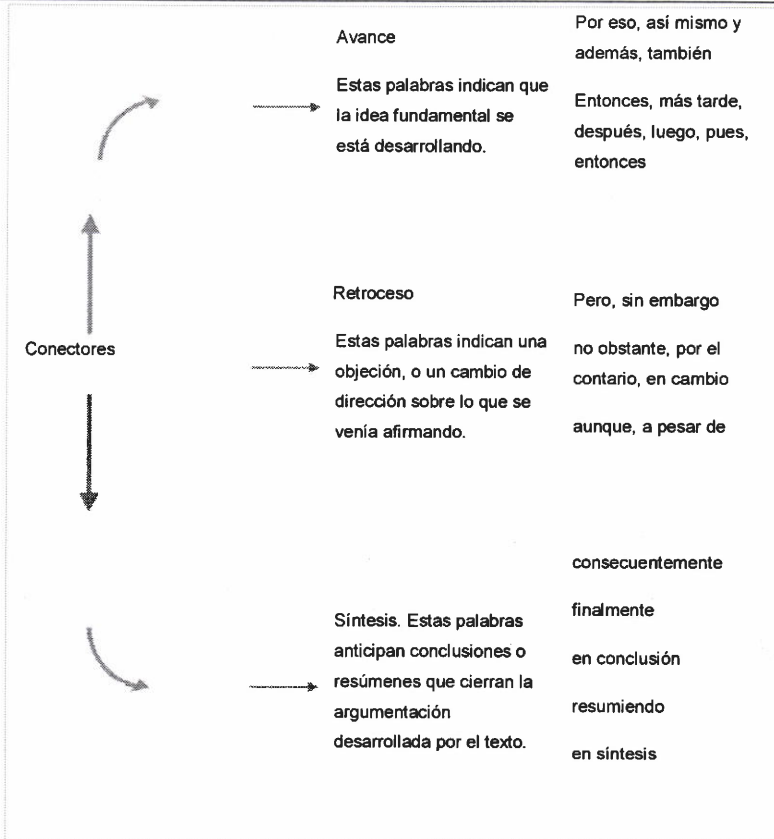 Avance
Estas palabras indican que
la idea fundamental se
está desarrollando.
Por eso, así mismo y
además, también
Entonces, más tarde,
después, luego, pues,
entonces
Conectores
Retroceso
Estas palabras indican una
objeción, o un cambio de
dirección sobre lo que se
venía afirmando.
Pero, sin embargo
no obstante, por el
contario, en cambio
aunque, a pesar de
Síntesis. Estas palabras
anticipan conclusiones o
resúmenes que cierran la
argumentación
desarrollada por el texto.
consecuentemente
finalmente
en conclusión
resumiendo
en síntesis